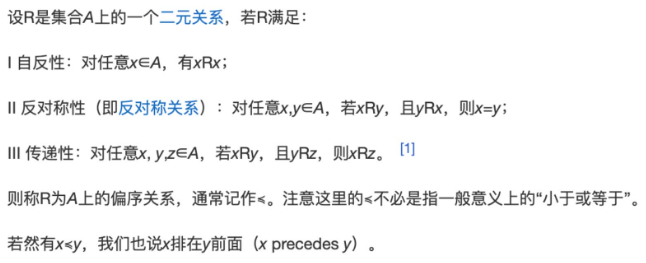 设R是集合A上的一个二元关系，若R满足：
Ⅰ 自反性：对任意x∈A，有xRx；
Ⅱ 反对称性（即反对称关系）：对任意x,y∈A，若xRy，且yRx，则x=y；
Ⅲ 传递性：对任意x, y,z∈A，若xRy，且yRz，则xRz。 [1]
则称R为A上的偏序关系，通常记作≼。注意这里的≼不必是指一般意义上的“小于或等于”。
若然有x≼y，我们也说x排在y前面（x precedes y）。